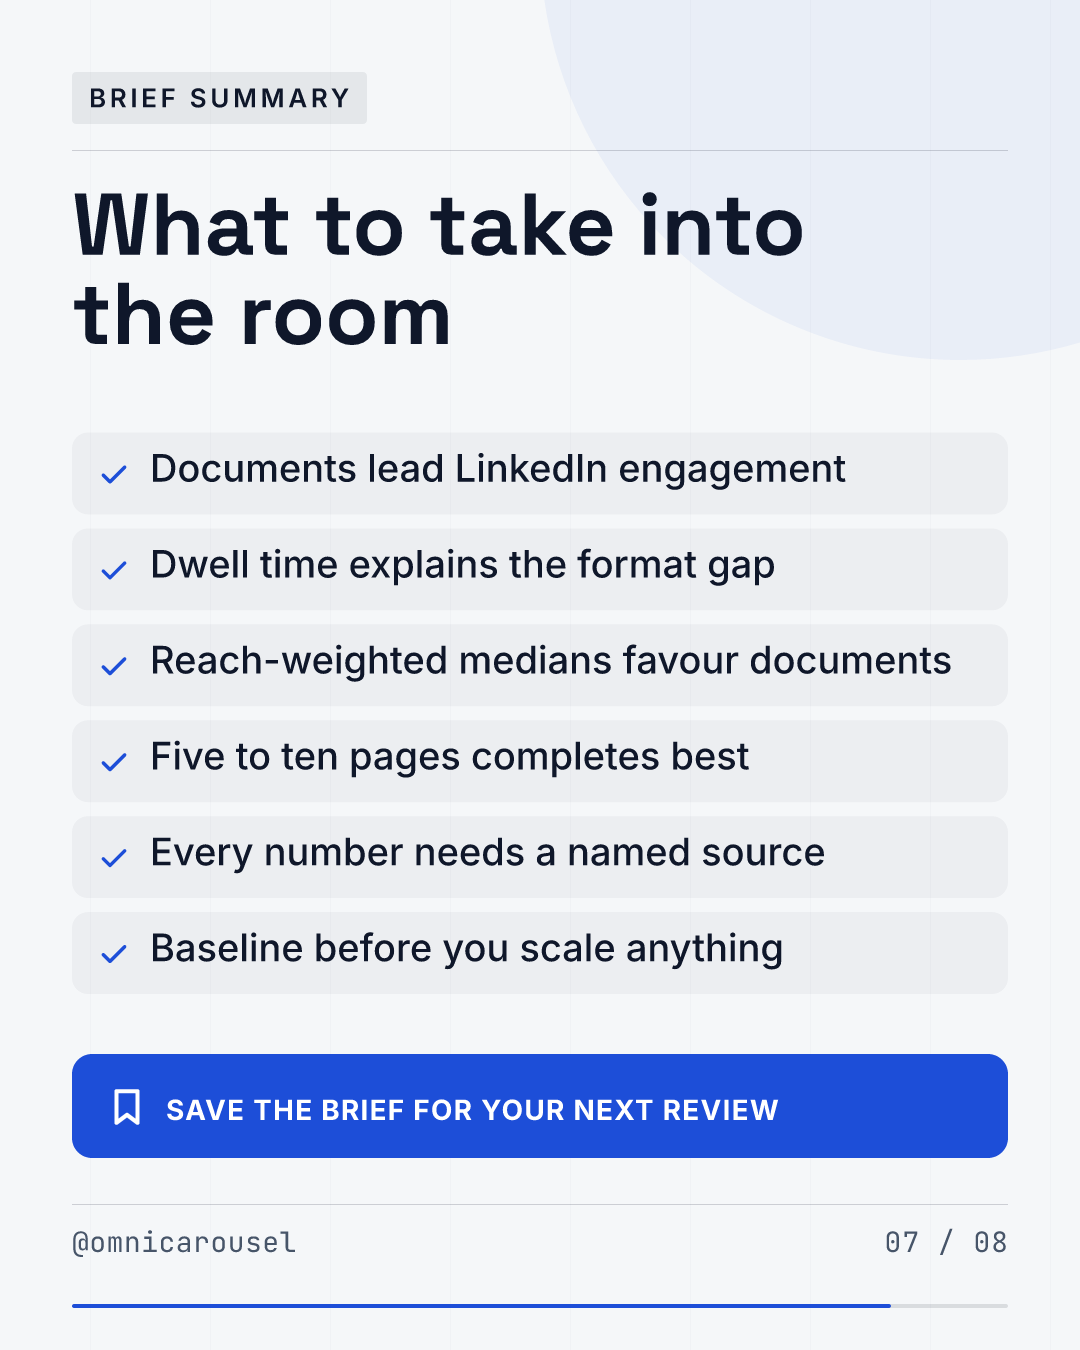 BRIEF SUMMARY
What to take into
the room
Documents lead LinkedIn engagement
Dwell time explains the format gap
Reach-weighted medians favour documents
Five to ten pages completes best
Every number needs a named source
Baseline before you scale anything
SAVE THE BRIEF FOR YOUR NEXT REVIEW
@omnicarousel
07 / 08